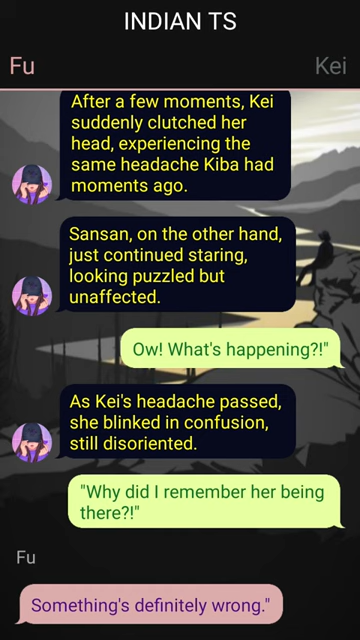 INDIAN TS
Fu
Kei
After a few moments, Kei
suddenly clutched her
head, experiencing the
same headache Kiba had
moments ago.
Sansan, on the other hand,
just continued staring,
looking puzzled but
unaffected.
Ow! What's happening?!"
As Kei's headache passed,
she blinked in confusion,
still disoriented.
"Why did I remember her being
there?!"
Fu
Something's definitely wrong."